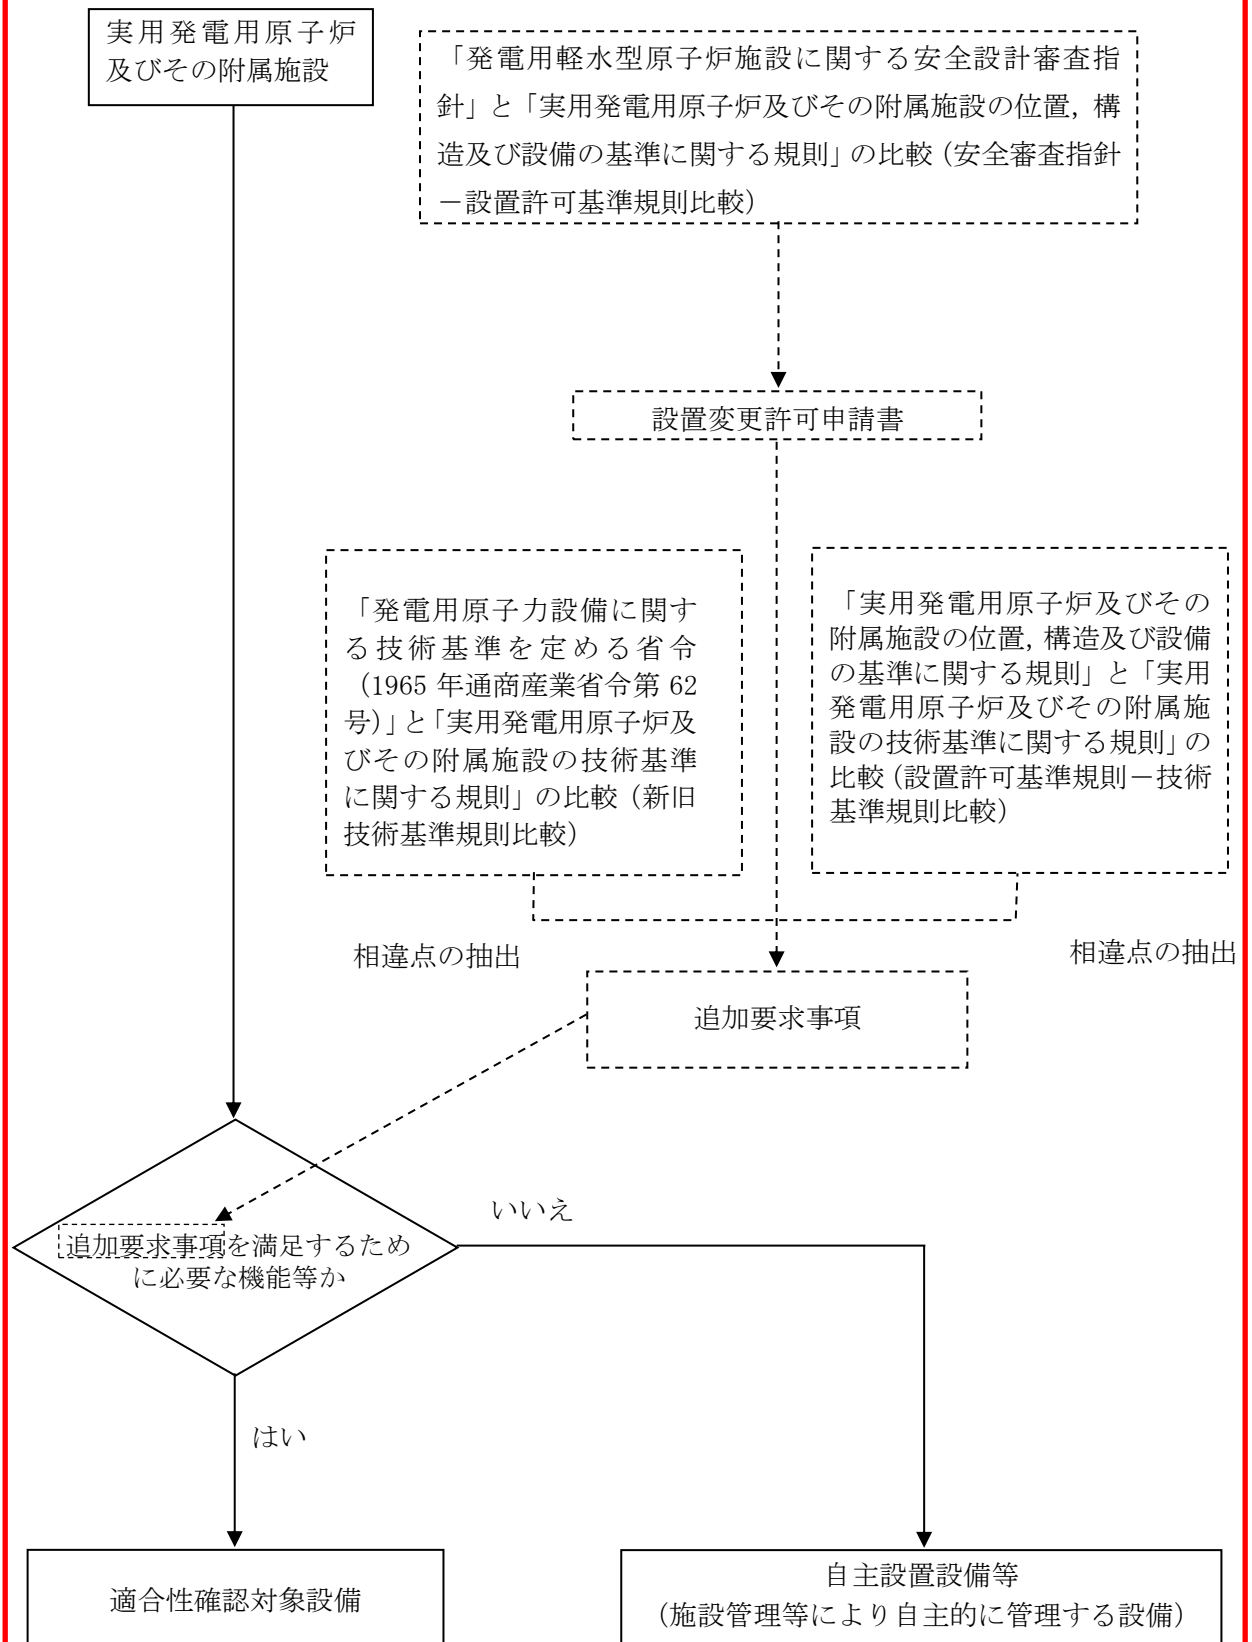 実用発電用原子炉
及びその附属施設
「発電用軽水型原子炉施設に関する安全設計審査指
針」と「実用発電用原子炉及びその附属施設の位置，構
造及び設備の基準に関する規則」の比較（安全審査指針
－設置許可基準規則比較）
設置変更許可申請書
「発電用原子力設備に関す
る技術基準を定める省令
（1965 年通商産業省令第 62
号）」と「実用発電用原子炉及
びその附属施設の技術基準
に関する規則」の比較（新旧
技術基準規則比較）
「実用発電用原子炉及びその
附属施設の位置，構造及び設備
の基準に関する規則」と「実用
発電用原子炉及びその附属施
設の技術基準に関する規則」の
比較（設置許可基準規則－技術
基準規則比較）
相違点の抽出
相違点の抽出
追加要求事項
追加要求事項を満足するため
に必要な機能等か
いいえ
はい
適合性確認対象設備
自主設置設備等
（施設管理等により自主的に管理する設備）